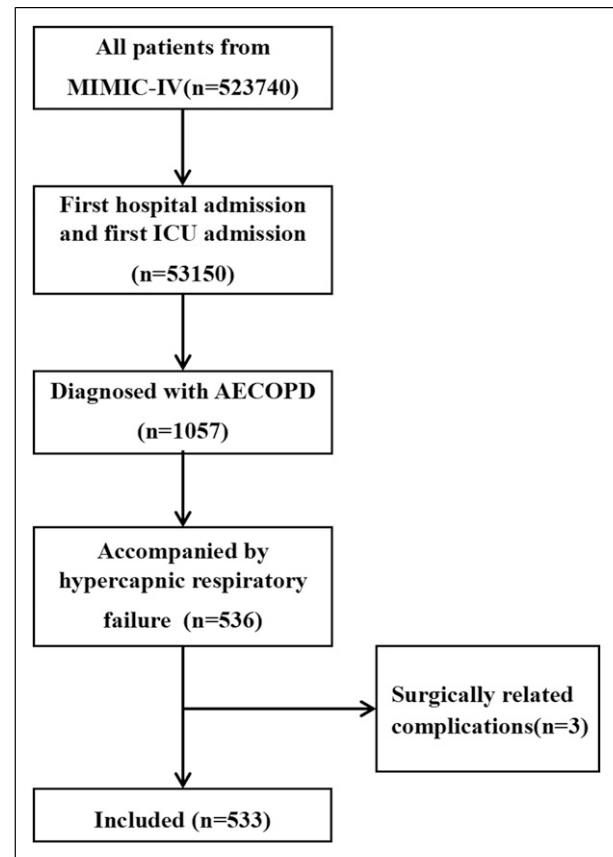 All patients from
MIMIC-IV(n=523740)
First hospital admission
and first ICU admission
(n=53150)
Diagnosed with AECOPD
(n=1057)
Accompanied by
hypercapnic respiratory
failure (n=536)
Surgically related
complications(n=3)
Included (n=533)